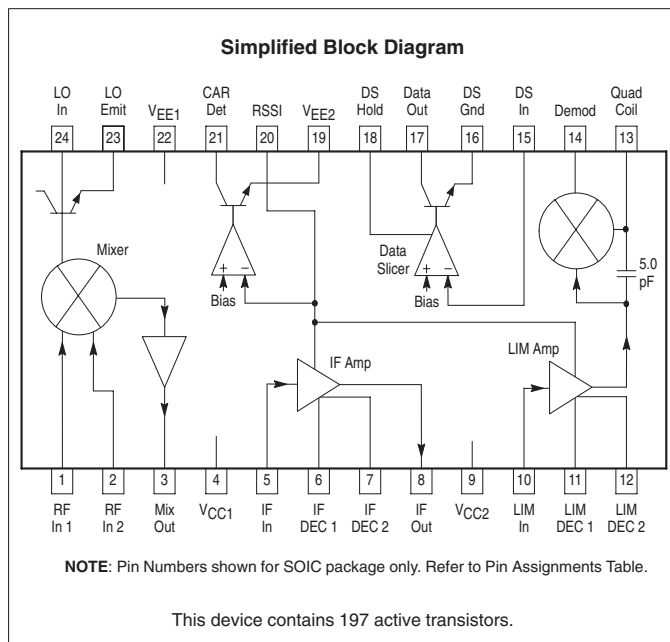 Simplified Block Diagram
LO In
LO Emit
VEE1
CAR Det
RSSI
VEE2
DS Hold
Data Out
DS Gnd
DS In
Demod
Quad Coil
24
23
22
21
20
19
18
17
16
15
14
13
Mixer
+
–
Bias
Data Slicer
+
–
Bias
5.0 pF
IF Amp
LIM Amp
1
2
3
4
5
6
7
8
9
10
11
12
RF In 1
RF In 2
Mix Out
VCC1
IF In
IF DEC 1
IF DEC 2
IF Out
VCC2
LIM In
LIM DEC 1
LIM DEC 2
NOTE: Pin Numbers shown for SOIC package only. Refer to Pin Assignments Table.
This device contains 197 active transistors.